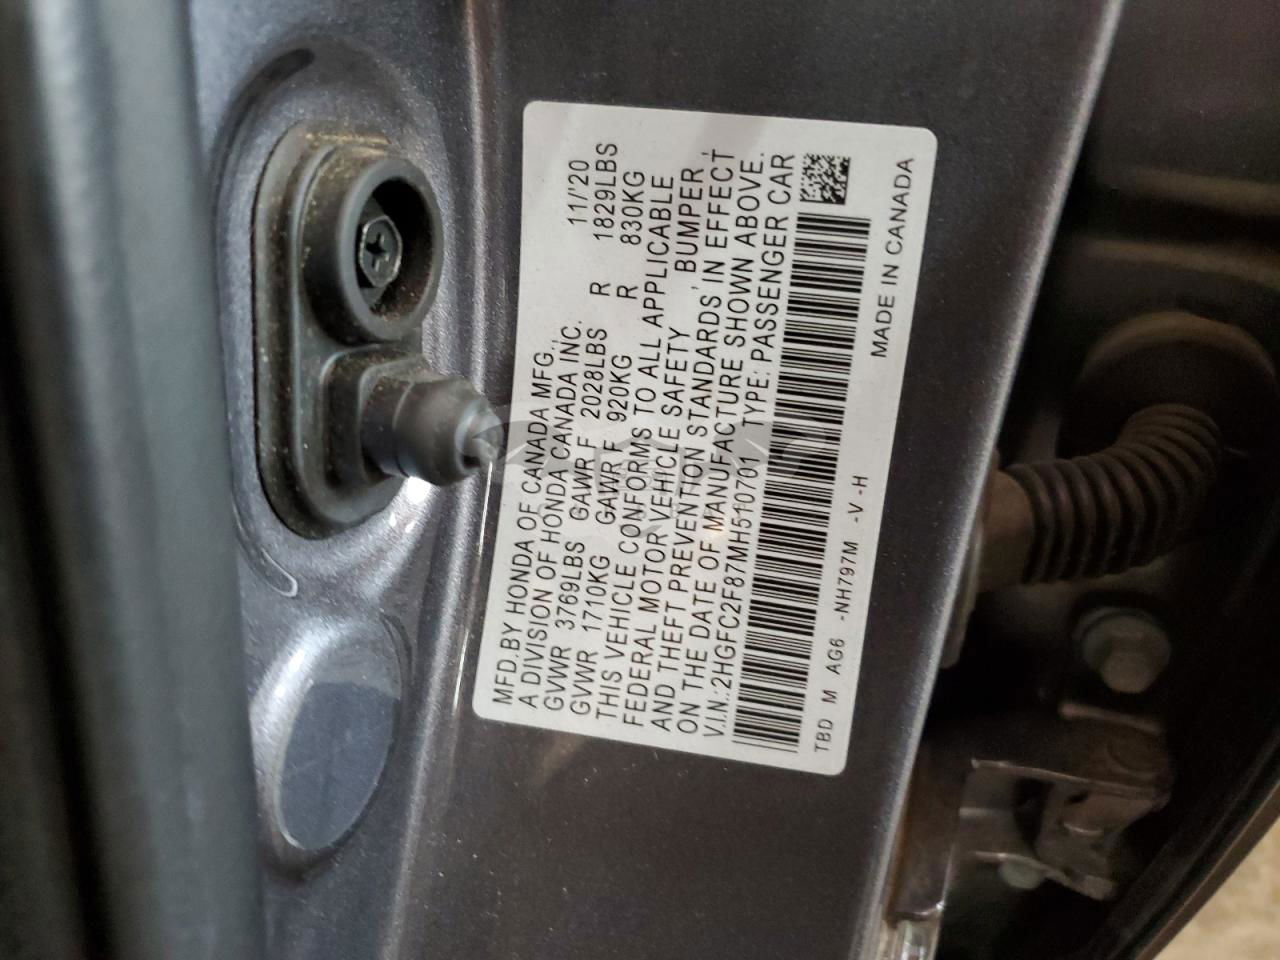 MFD.BY HONDA OF CANADA MFG.,
A DIVISION OF HONDA CANADA INC. 11/'20
GVWR 3769LBS GAWR F 2028LBS R 1829LBS
GVWR 1710KG GAWR F 920KG R 830KG
THIS VEHICLE CONFORMS TO ALL APPLICABLE
FEDERAL MOTOR VEHICLE SAFETY , BUMPER ,
AND THEFT PREVENTION STANDARDS IN EFFECT
ON THE DATE OF MANUFACTURE SHOWN ABOVE.
V.I.N.:2HGFC2F87MH510701 TYPE:PASSENGER CAR
TBD M AG6 -NH797M -V -H
MADE IN CANADA